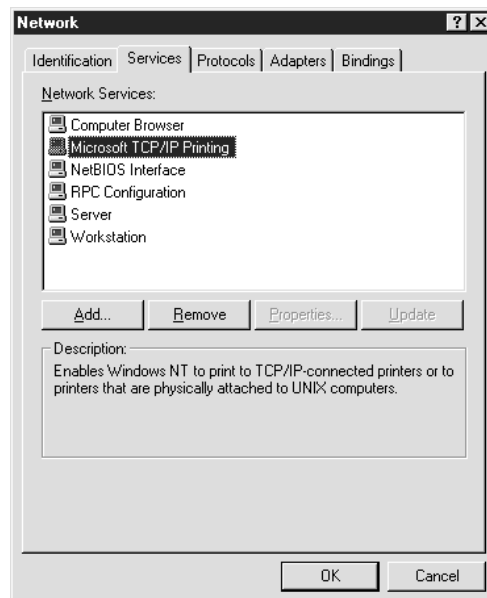 Network
Identification Services Protocols Adapters Bindings
Network Services:
Computer Browser
Microsoft TCP/IP Printing
NetBIOS Interface
RPC Configuration
Server
Workstation
Add... Remove Properties... Update
Description:
Enables Windows NT to print to TCP/IP-connected printers or to
printers that are physically attached to UNIX computers.
OK Cancel